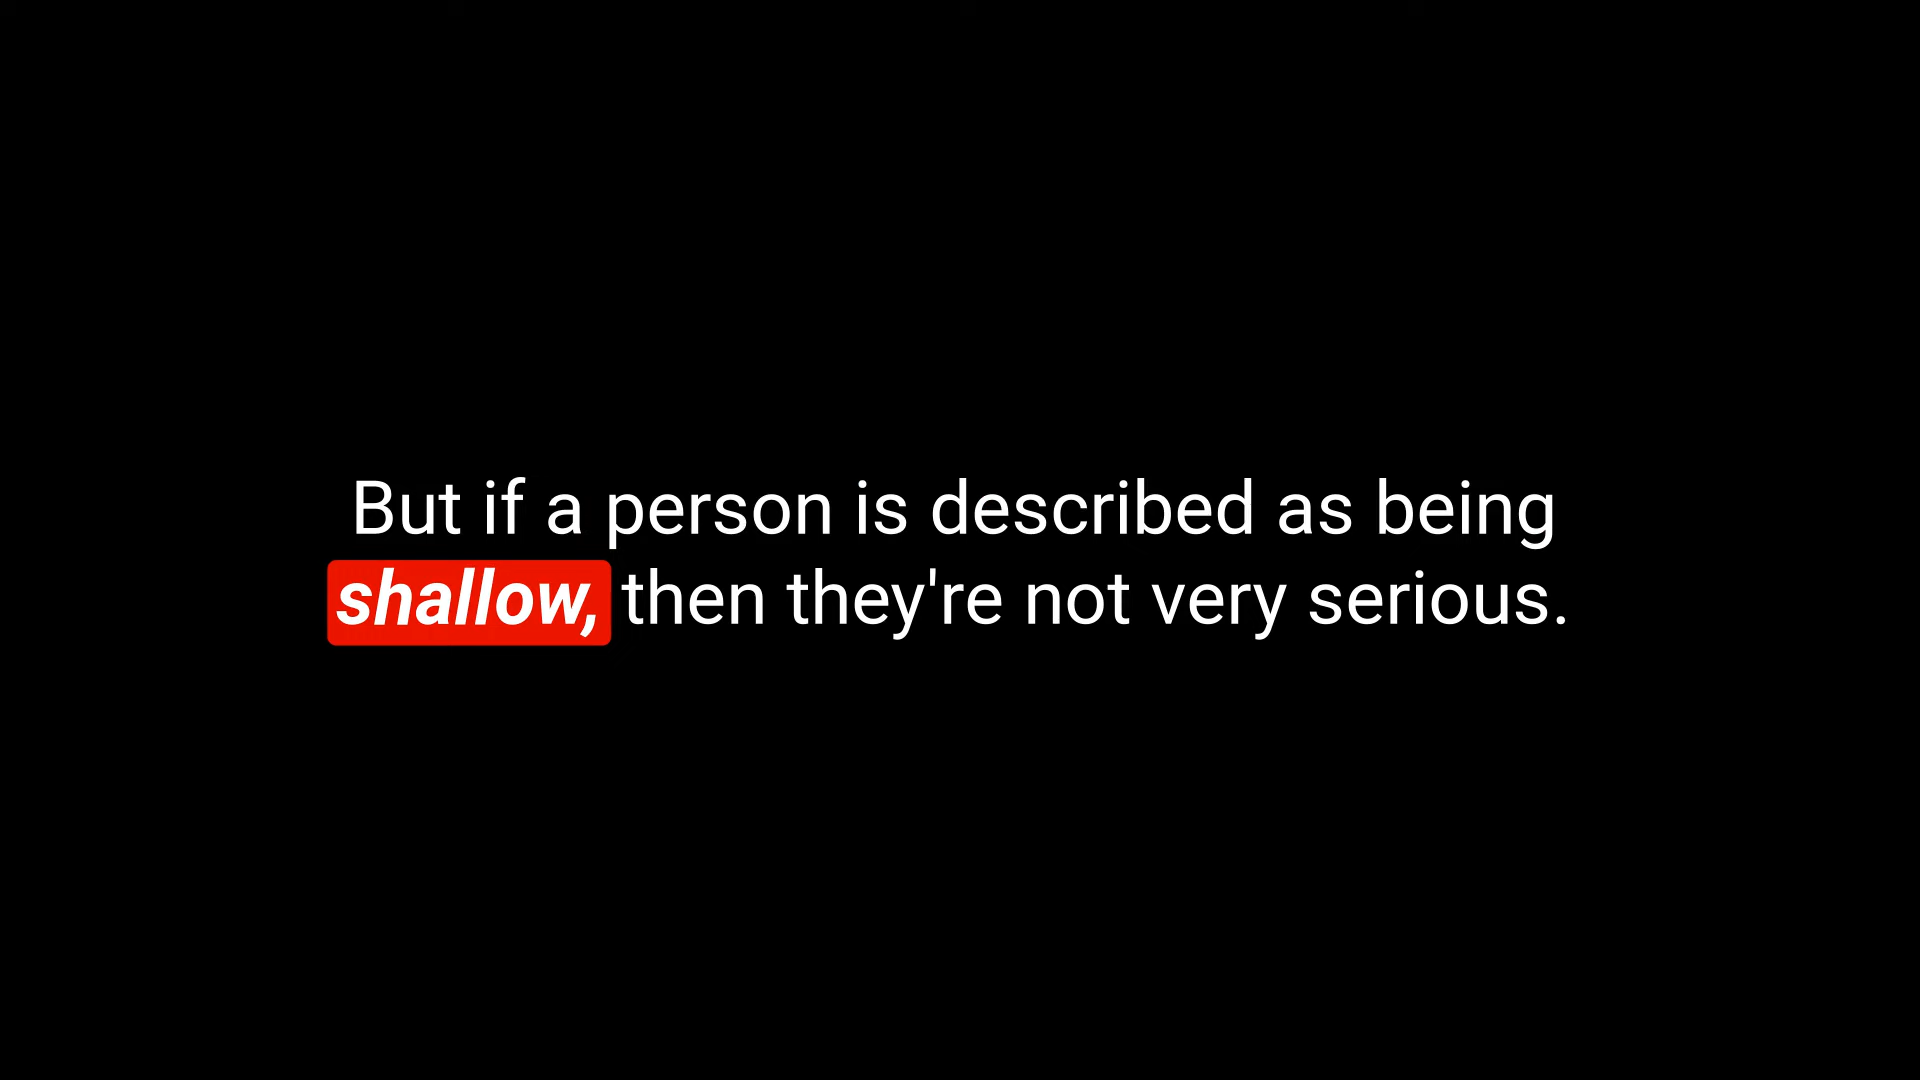 But if a person is described as being
shallow, then they're not very serious.